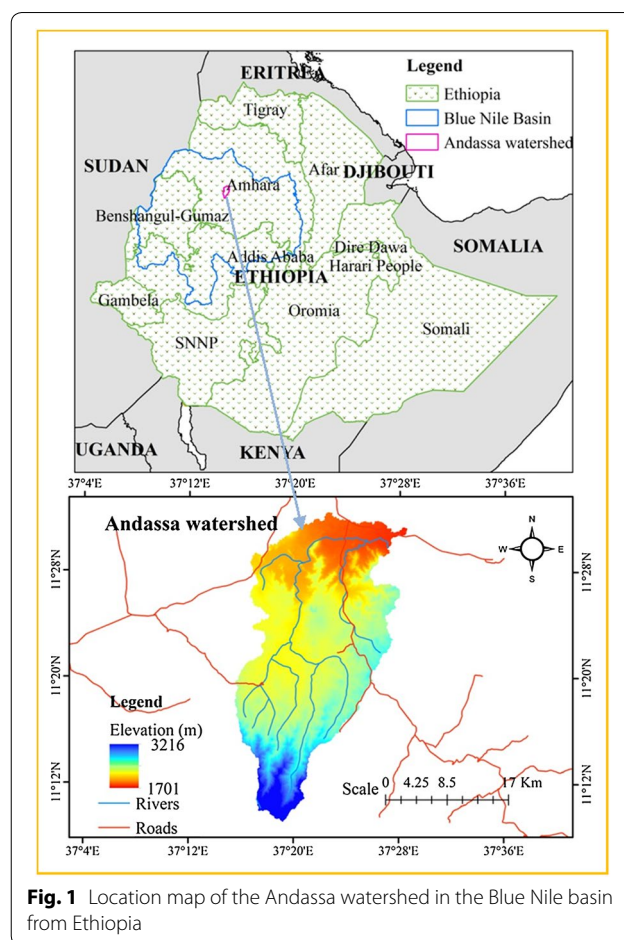 ERITREA
Legend
Ethiopia
Blue Nile Basin
Andassa watershed
Tigray
SUDAN
Afar
DJIBOUTI
Amhara
Benshangul-Gumaz
Dire Dawa
SOMALIA
Addis Ababa
Harari People
ETHIOPIA
Gambela
Oromia
Somali
SNNP
UGANDA
KENYA
37°4'E 37°12'E 37°20'E 37°28'E 37°36'E
Andassa watershed
N
W E
S
11°28'N 11°28'N
11°20'N 11°20'N
Legend
Elevation (m)
3216
1701
Rivers
Roads
11°12'N 11°12'N
Scale 0 4.25 8.5 17 Km
37°4'E 37°12'E 37°20'E 37°28'E 37°36'E
Fig. 1 Location map of the Andassa watershed in the Blue Nile basin
from Ethiopia